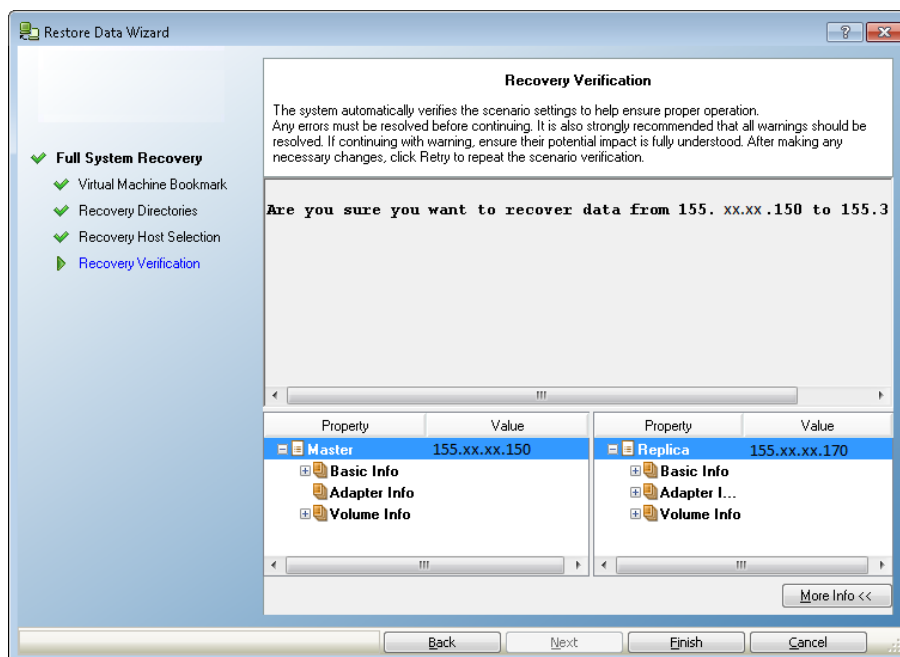 Restore Data Wizard
Recovery Verification
The system automatically verifies the scenario settings to help ensure proper operation.
Any errors must be resolved before continuing. It is also strongly recommended that all warnings should be
resolved. If continuing with warning, ensure their potential impact is fully understood. After making any
necessary changes, click Retry to repeat the scenario verification.
Full System Recovery
Virtual Machine Bookmark
Recovery Directories
Recovery Host Selection
Recovery Verification
Are you sure you want to recover data from 155. xx.xx .150 to 155.3
Property Value
Master 155.xx.xx.150
Basic Info
Adapter Info
Volume Info
Property Value
Replica 155.xx.xx.170
Basic Info
Adapter I...
Volume Info
More Info <<
Back Next Finish Cancel